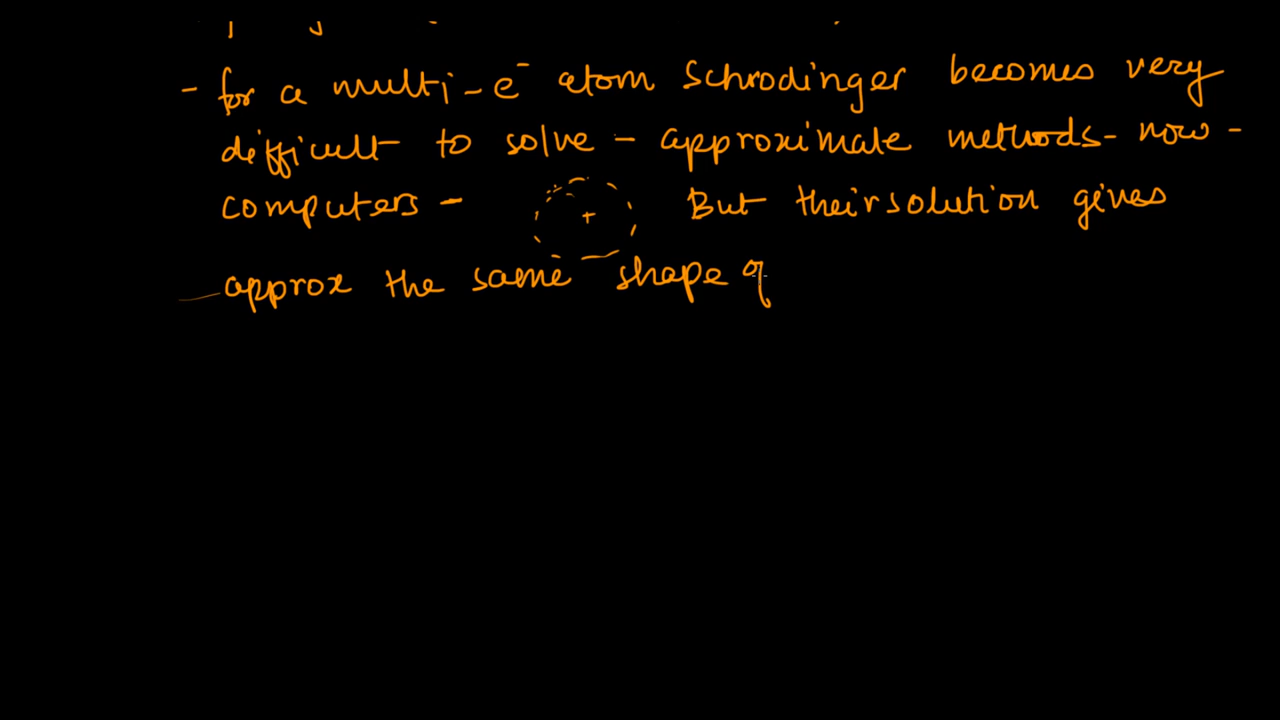 - for a multi-e⁻ atom Schrodinger becomes very
difficult to solve - approximate methods - now -
computers - + But their solution gives
approx the same shape of